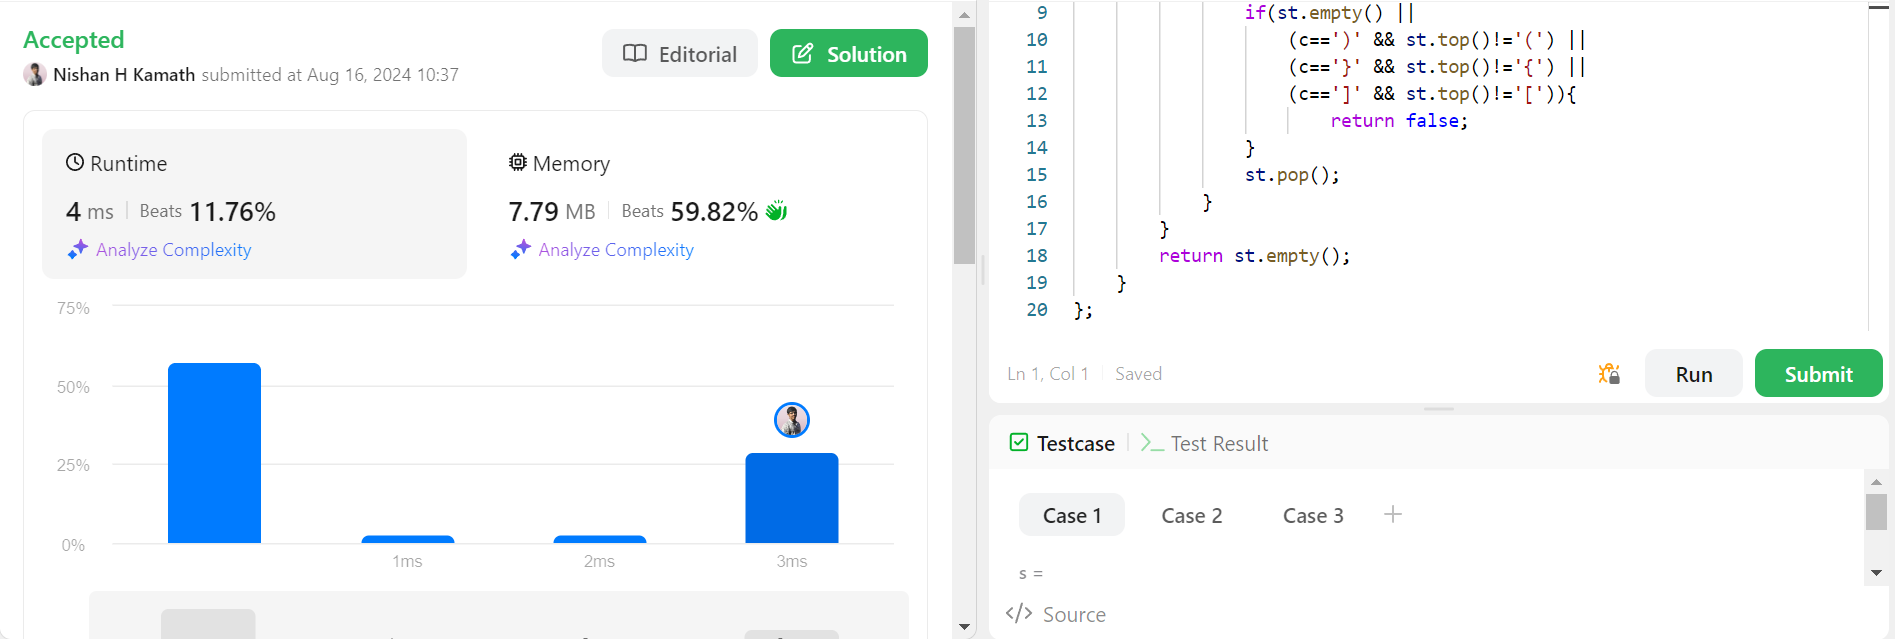 Accepted
Nishan H Kamath submitted at Aug 16, 2024 10:37
Editorial
Solution
Runtime
4 ms Beats 11.76%
Analyze Complexity
Memory
7.79 MB Beats 59.82%
Analyze Complexity
75%
50%
25%
0%
1ms 2ms 3ms
9 if(st.empty() ||
10 (c==')' && st.top()!='(') ||
11 (c=='}' && st.top()!='{') ||
12 (c==']' && st.top()!='[')){
13 return false;
14 }
15 st.pop();
16 }
17 }
18 return st.empty();
19 }
20 };
Ln 1, Col 1 Saved
Run
Submit
Testcase
Test Result
Case 1 Case 2 Case 3 +
s =
Source